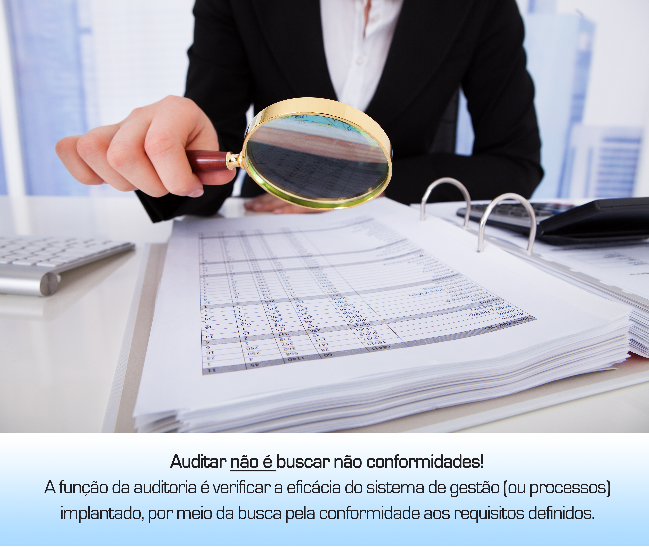 Auditar não é buscar não conformidades!
A função da auditoria é verificar a eficácia do sistema de gestão (ou processos)
implantado, por meio da busca pela conformidade aos requisitos definidos.